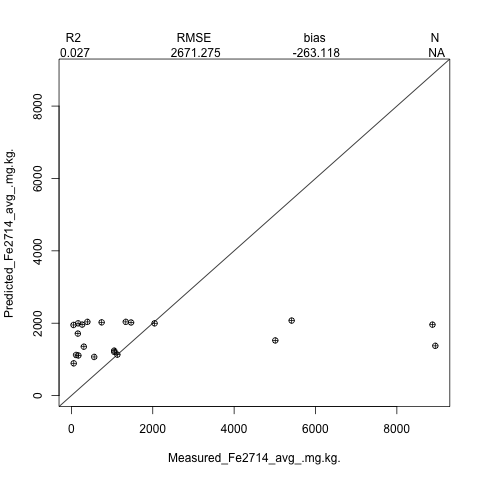 R2 RMSE bias N
0.027 2671.275 -263.118 NA
8000
6000
4000
2000
0
Predicted_Fe2714_avg_.mg.kg.
0 2000 4000 6000 8000
Measured_Fe2714_avg_.mg.kg.